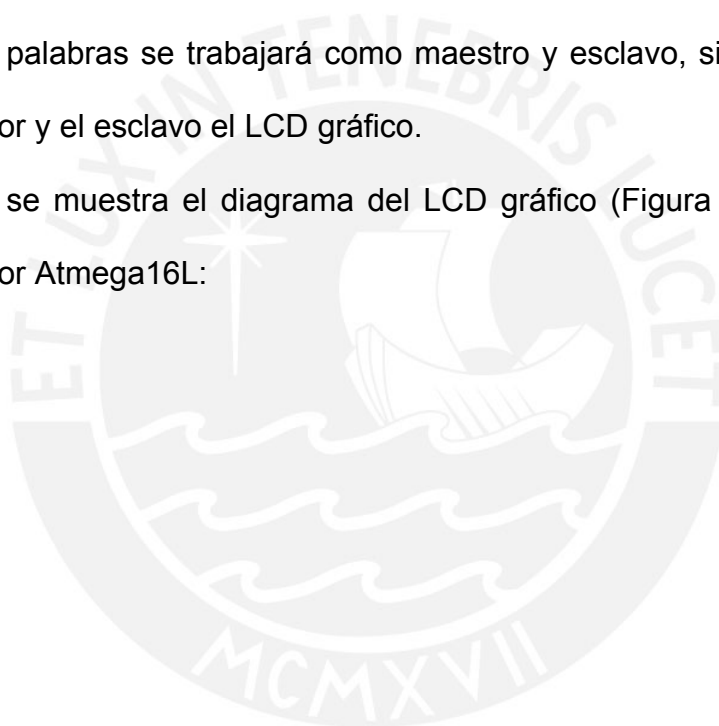 palabras se trabajará como maestro y esclavo, si
or y el esclavo el LCD gráfico.
se muestra el diagrama del LCD gráfico (Figura
or Atmega16L:
ET LUX IN TENEBRIS LUCET
MCMXVII